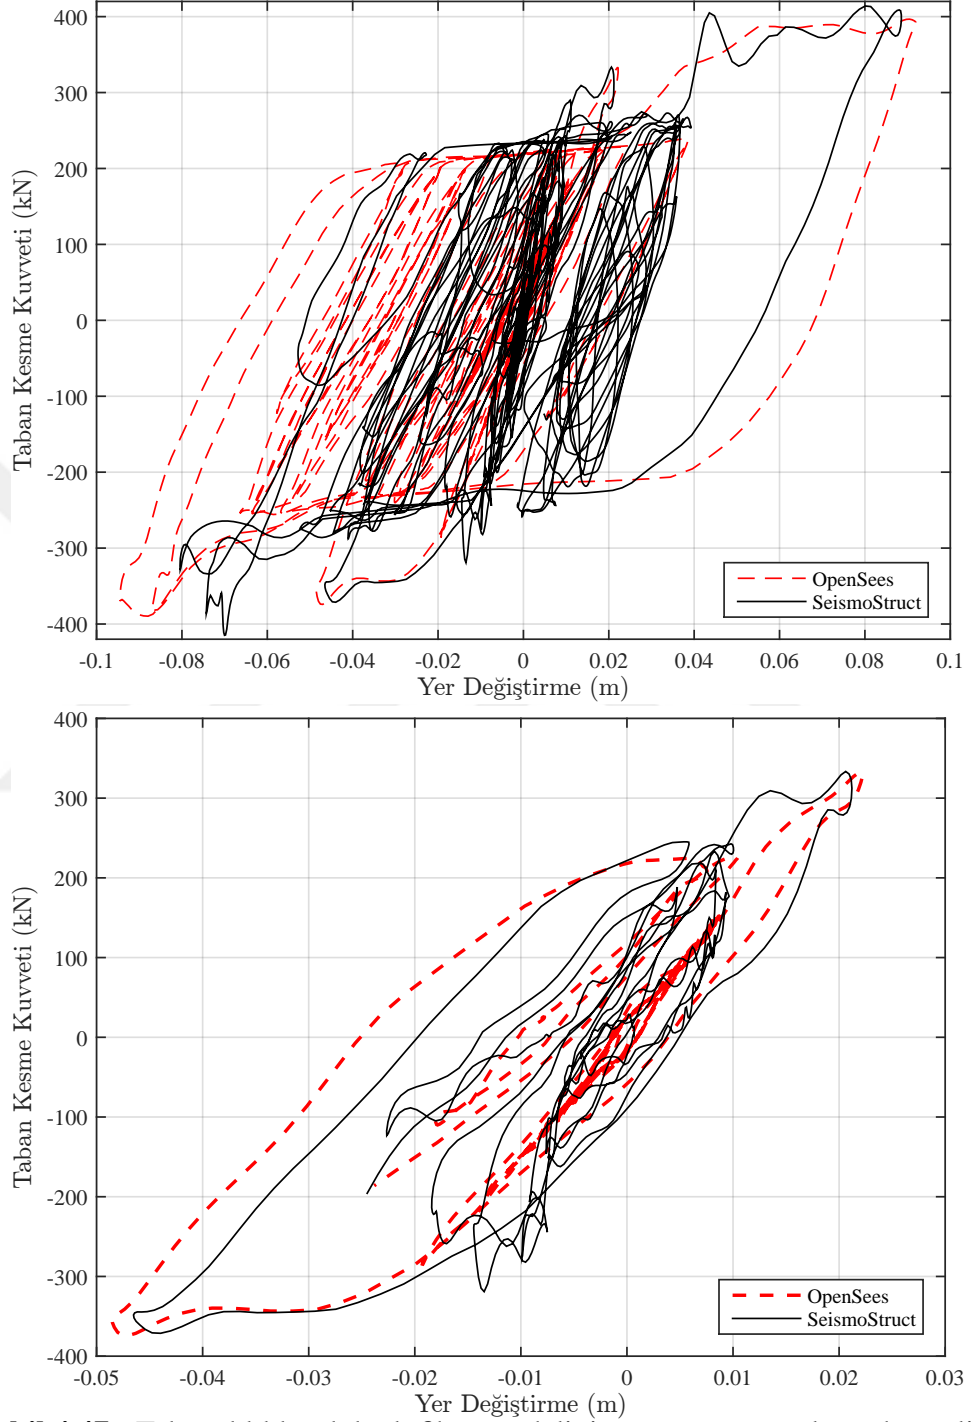 400
300
200
100
0
-100
-200
-300
-400
Taban Kesme Kuvveti (kN)
OpenSees
SeismoStruct
-0.1 -0.08 -0.06 -0.04 -0.02 0 0.02 0.04 0.06 0.08 0.1
Yer Değiştirme (m)
400
300
200
100
0
-100
-200
-300
-400
Taban Kesme Kuvveti (kN)
OpenSees
SeismoStruct
-0.05 -0.04 -0.03 -0.02 -0.01 0 0.01 0.02 0.03
Yer Değiştirme (m)